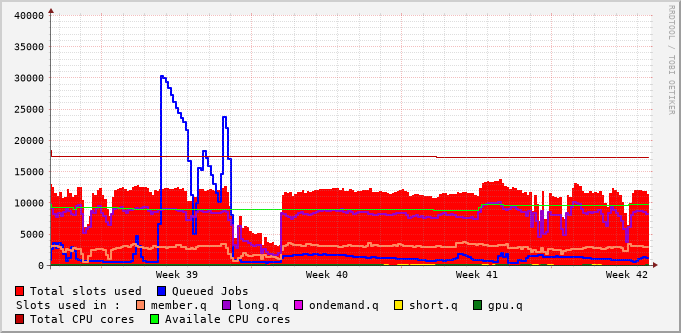 40000
35000
30000
25000
20000
15000
10000
5000
0
Week 39 Week 40 Week 41 Week 42
RRDTOOL / TOBI OETIKER
Total slots used Queued Jobs
Slots used in : member.q long.q ondemand.q short.q gpu.q
Total CPU cores Availale CPU cores